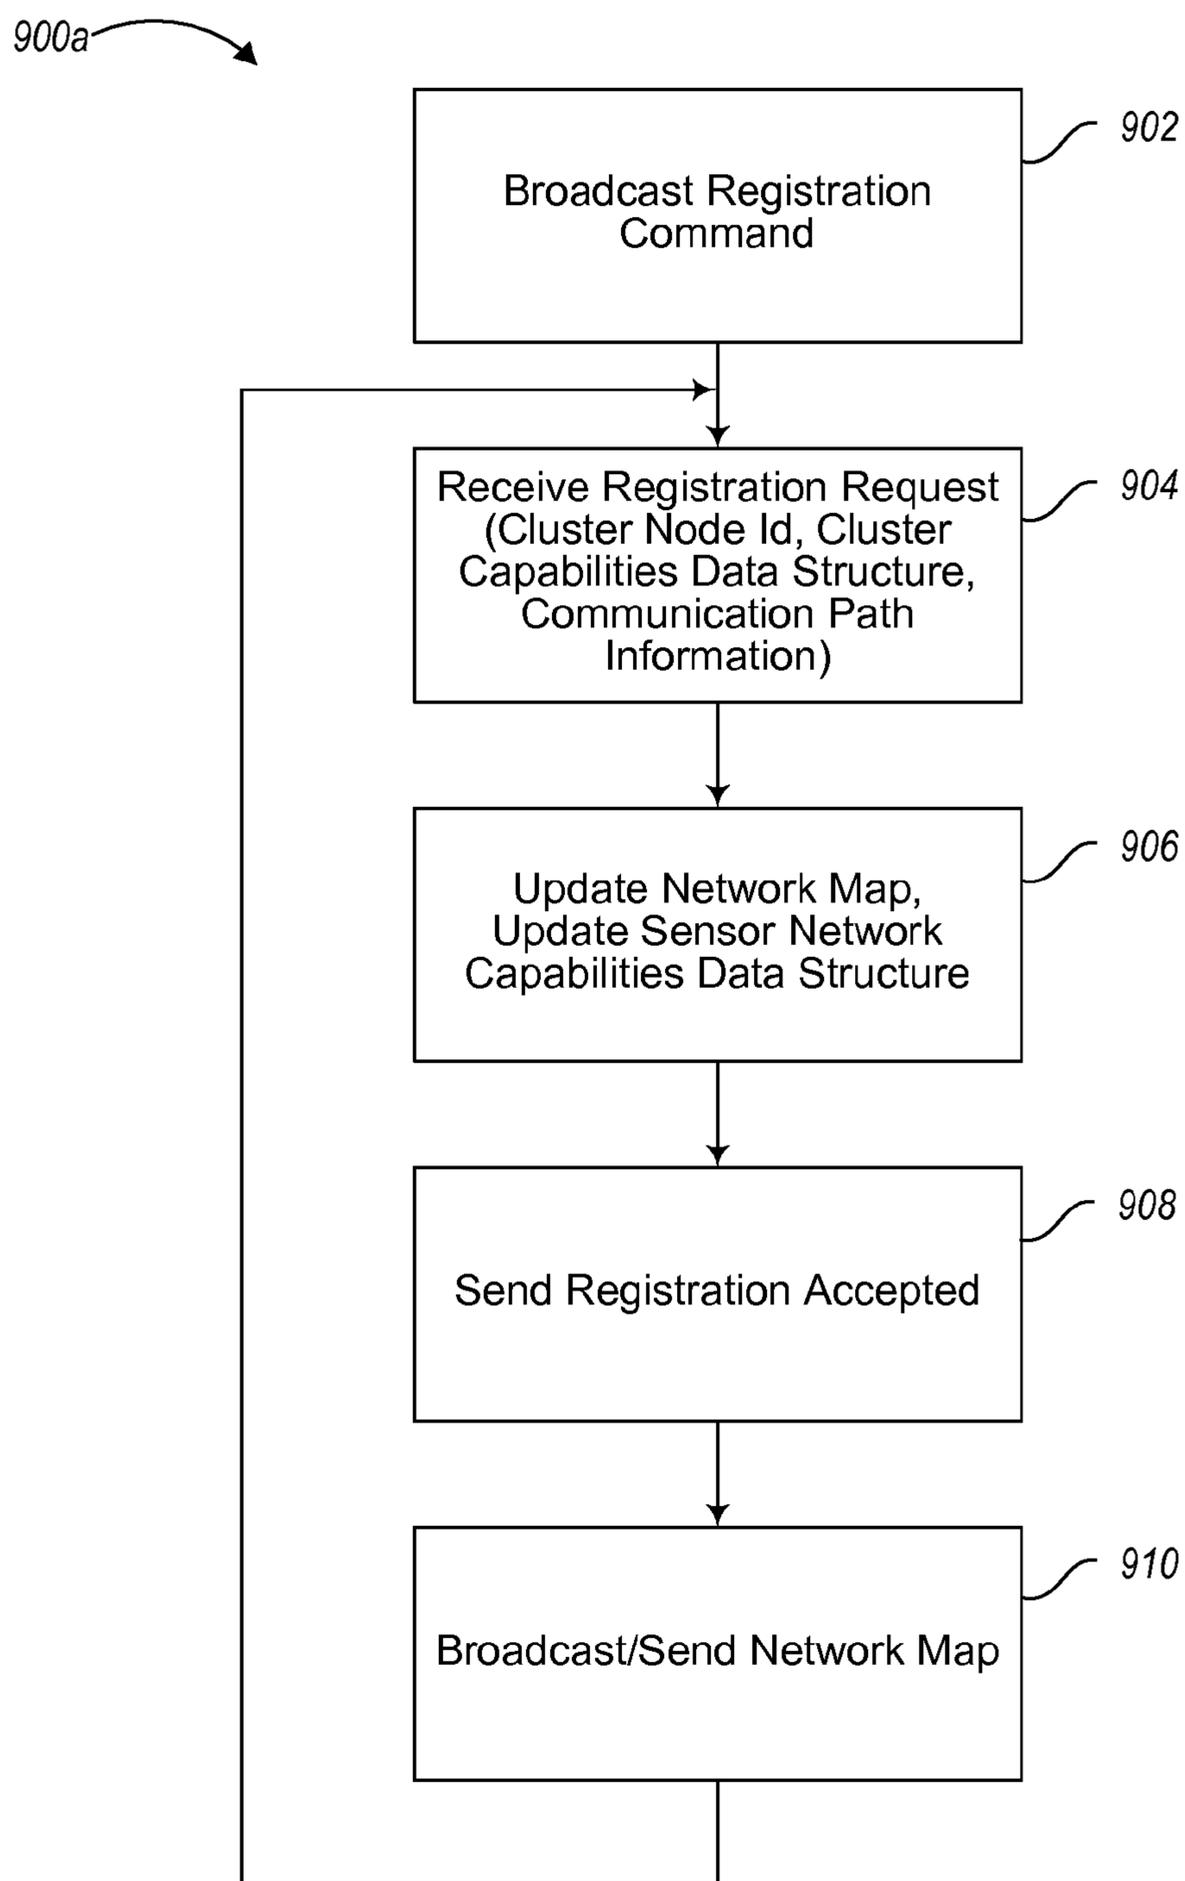 900a
902
Broadcast Registration
Command
904
Receive Registration Request
(Cluster Node Id, Cluster
Capabilities Data Structure,
Communication Path
Information)
906
Update Network Map,
Update Sensor Network
Capabilities Data Structure
908
Send Registration Accepted
910
Broadcast/Send Network Map